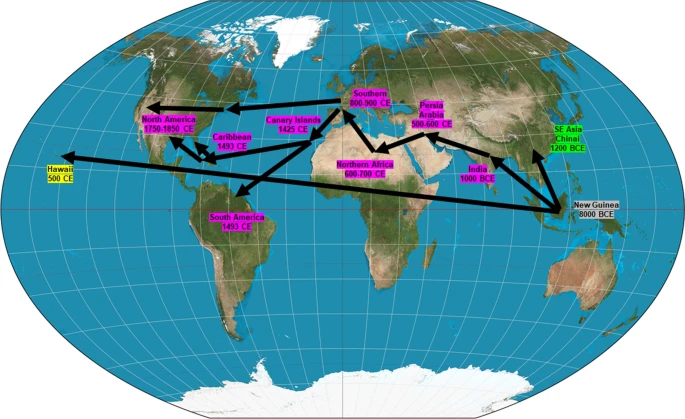 Southern
800-900 CE
Persia
Arabia
500-600 CE
North America
1750-1850 CE
Canary Islands
1425 CE
Caribbean
1493 CE
SE Asia
Chinai
1200 BCE
Northern Africa
600-700 CE
Hawaii
500 CE
India
1000 BCE
New Guinea
8000 BCE
South America
1493 CE